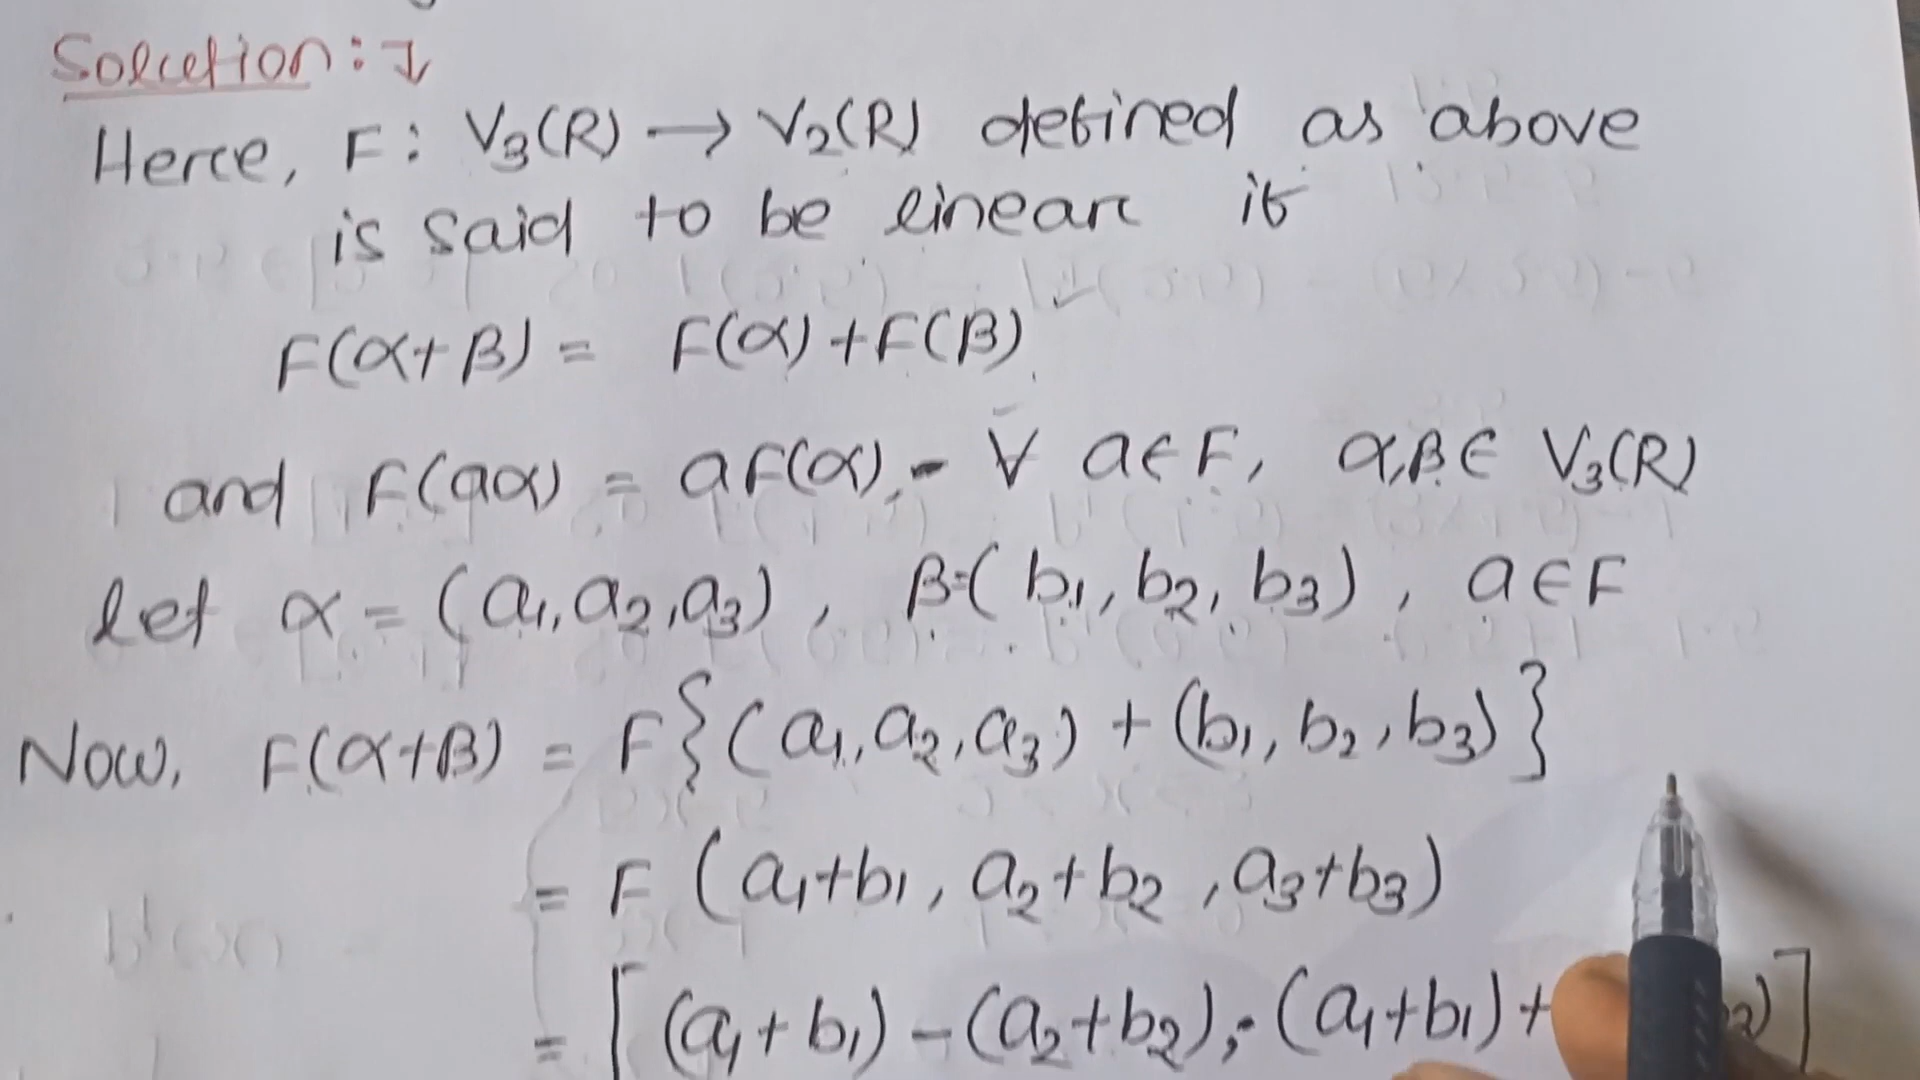 Solution:↓
Here, F: V₃(R) → V₂(R) defined as above
is said to be linear if
F(α+β) = F(α)+F(β)
and F(aα) = aF(α), - ∀ a∈F, α,β∈ V₃(R)
let α = (a₁, a₂, a₃), β=(b₁, b₂, b₃), a∈F
Now, F(α+β) = F{(a₁, a₂, a₃) + (b₁, b₂, b₃)}
= F (a₁+b₁, a₂+b₂, a₃+b₃)
= [(a₁+b₁) - (a₂+b₂), (a₁+b₁)+ )]